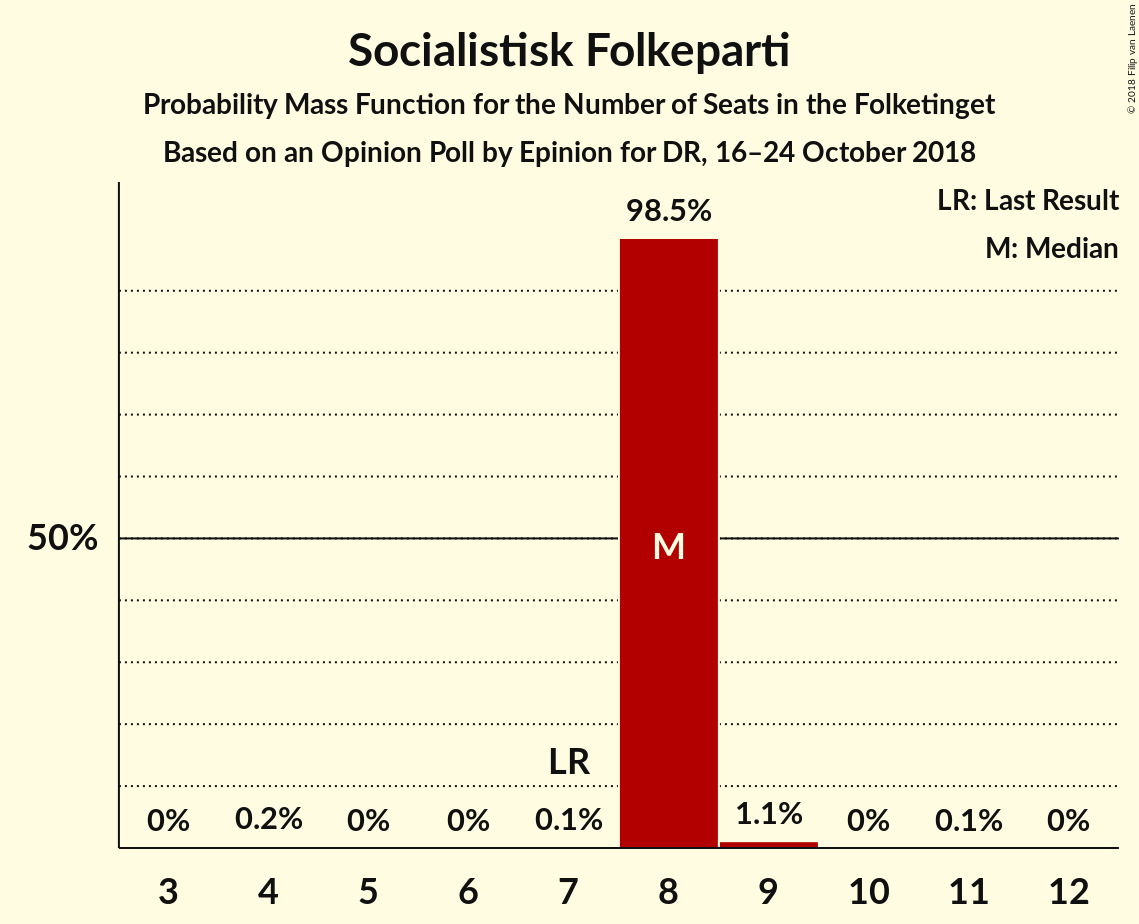 Socialistisk Folkeparti
Probability Mass Function for the Number of Seats in the Folketinget
Based on an Opinion Poll by Epinion for DR, 16–24 October 2018
© 2018 Filip van Laenen
LR: Last Result
M: Median
98.5%
50%
M
LR
0% 0.2% 0% 0% 0.1% 1.1% 0% 0.1% 0%
3 4 5 6 7 8 9 10 11 12